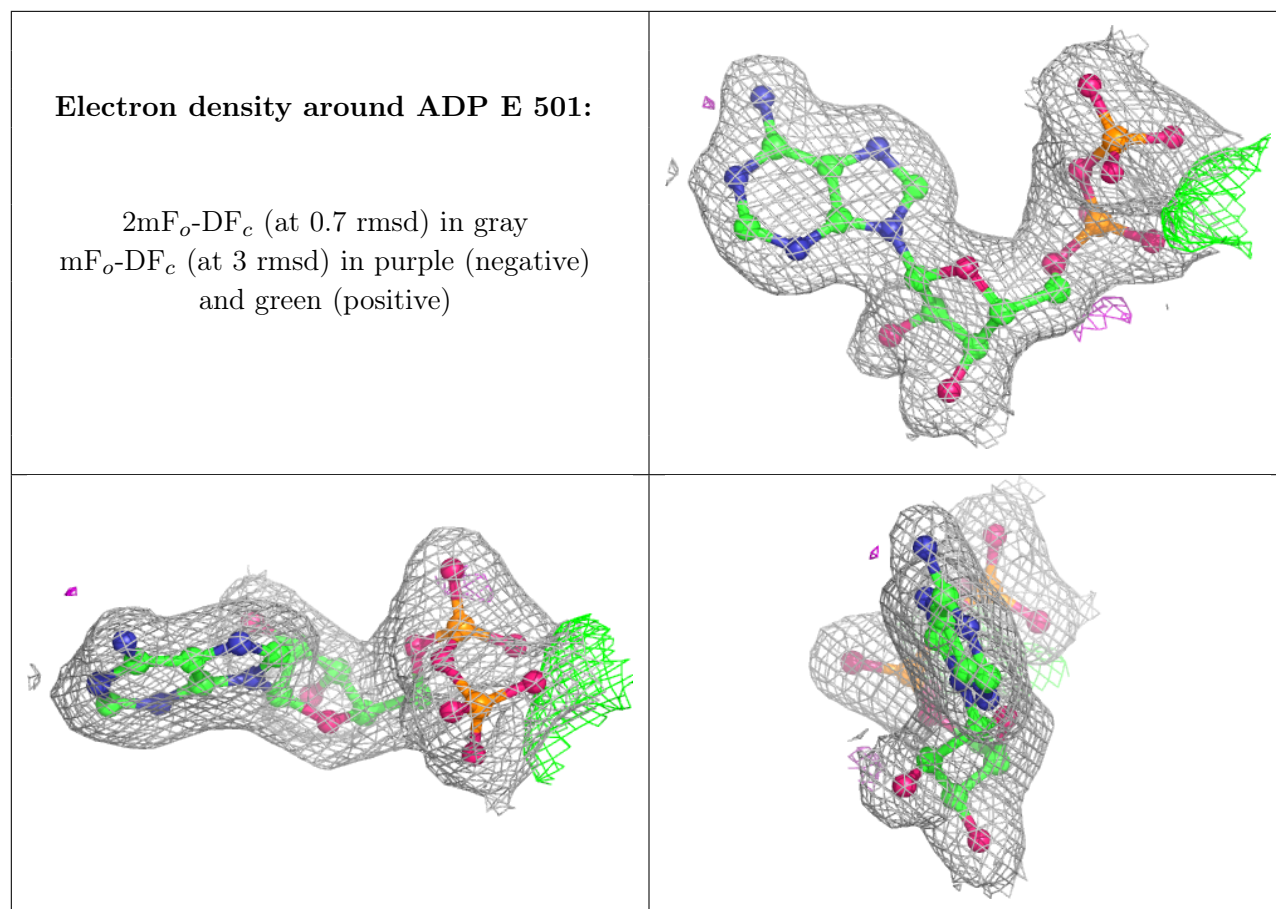 Electron density around ADP E 501:
2mFo-DFc (at 0.7 rmsd) in gray
mFo-DFc (at 3 rmsd) in purple (negative)
and green (positive)